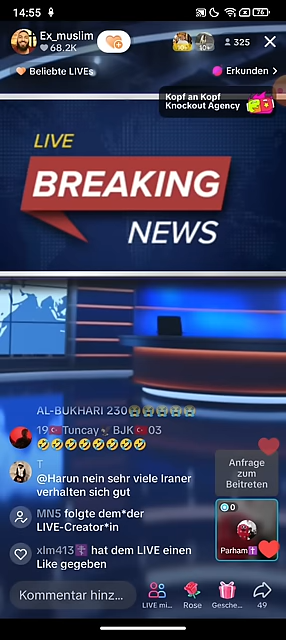 14:55
76
Ex_muslim
68.2K
10+
10+
325
Beliebte LIVEs
Erkunden >
Kopf an Kopf
Knockout Agency
LIVE
BREAKING
NEWS
AL-BUKHARI 230😭😭😭😭😭
19🇹🇷Tuncay🦅BJK🇹🇷03
🤣🤣🤣🤣🤣🤣🤣🤣
T
@Harun nein sehr viele Iraner
verhalten sich gut
MN5 folgte dem*der
LIVE-Creator*in
xlm413✝️ hat dem LIVE einen
Like gegeben
Anfrage
zum
Beitreten
0
Parham✝️
Kommentar hinz...
LIVE mi...
Rose
Gesche...
49